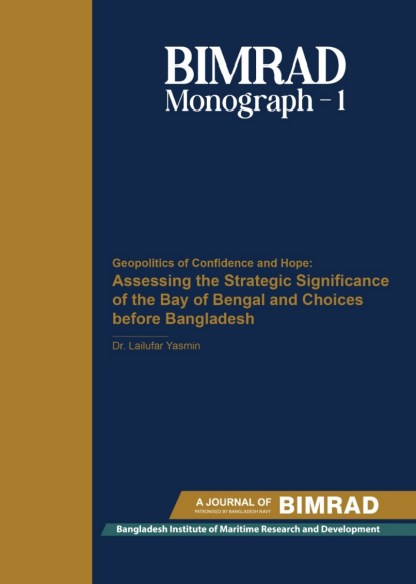 BIMRAD
Monograph – 1
Geopolitics of Confidence and Hope:
Assessing the Strategic Significance
of the Bay of Bengal and Choices
before Bangladesh
Dr. Lailufar Yasmin
A JOURNAL OF BIMRAD
PATRONISED BY BANGLADESH NAVY
Bangladesh Institute of Maritime Research and Development